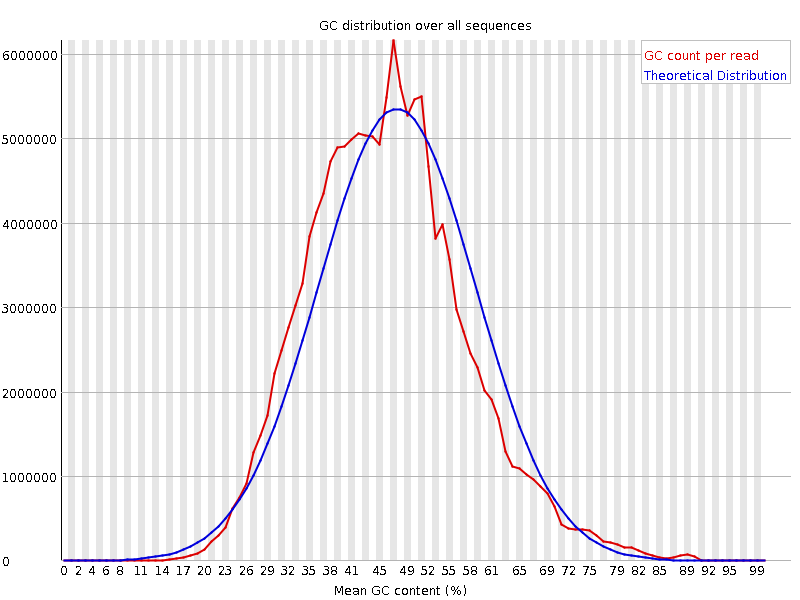 GC distribution over all sequences
GC count per read
Theoretical Distribution
6000000
5000000
4000000
3000000
2000000
1000000
0
0 2 4 6 8 11 14 17 20 23 26 29 32 35 38 41 45 49 52 55 58 61 65 69 72 75 79 82 85 89 92 95 99
Mean GC content (%)